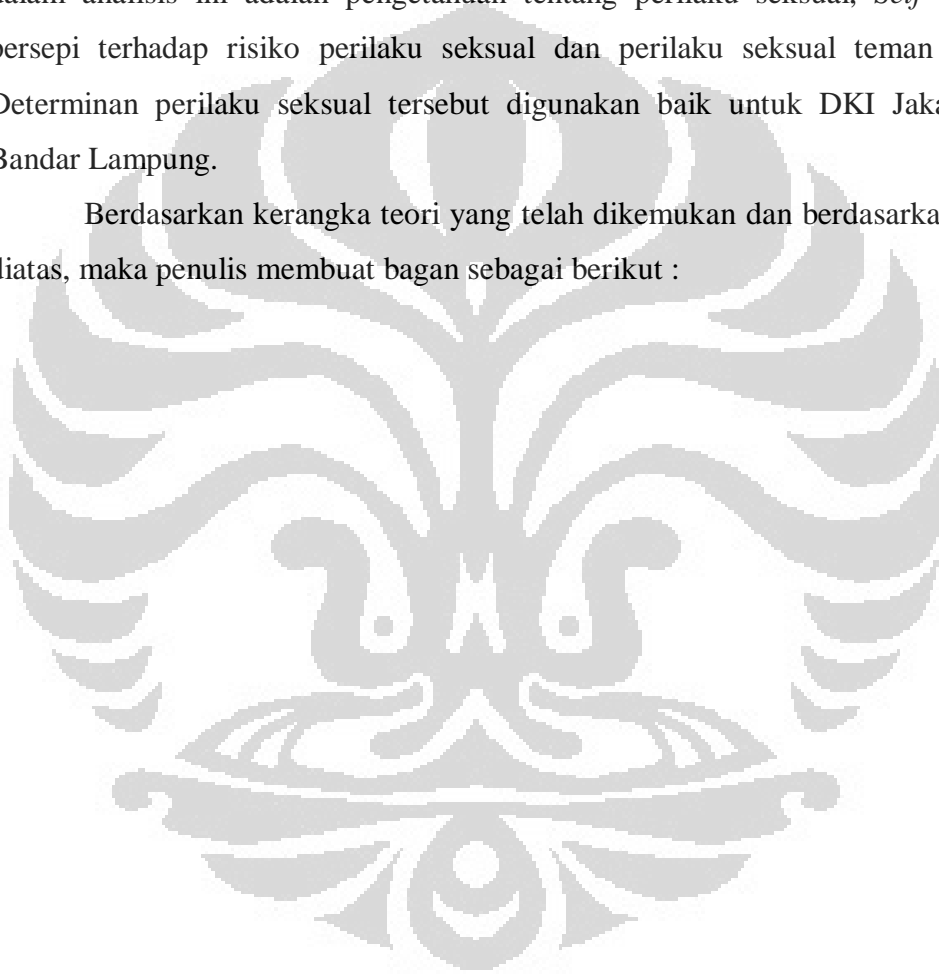 dalam analisis ini adalah pengetahuan tentang perilaku seksual, Self
persepi terhadap risiko perilaku seksual dan perilaku seksual teman
Determinan perilaku seksual tersebut digunakan baik untuk DKI
Bandar Lampung.
Berdasarkan kerangka teori yang telah dikemukan dan
diatas, maka penulis membuat bagan sebagai berikut :